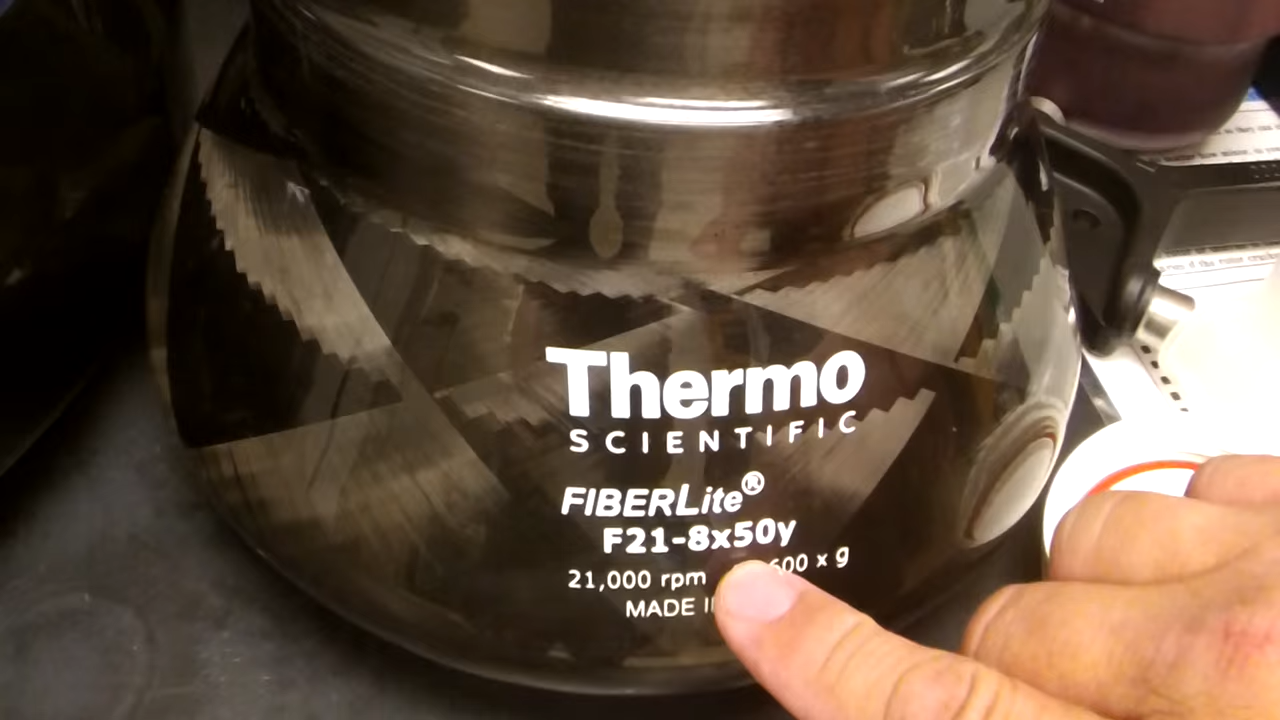 Thermo
SCIENTIFIC
FIBERLite®
F21-8x50y
21,000 rpm 600 x g
MADE